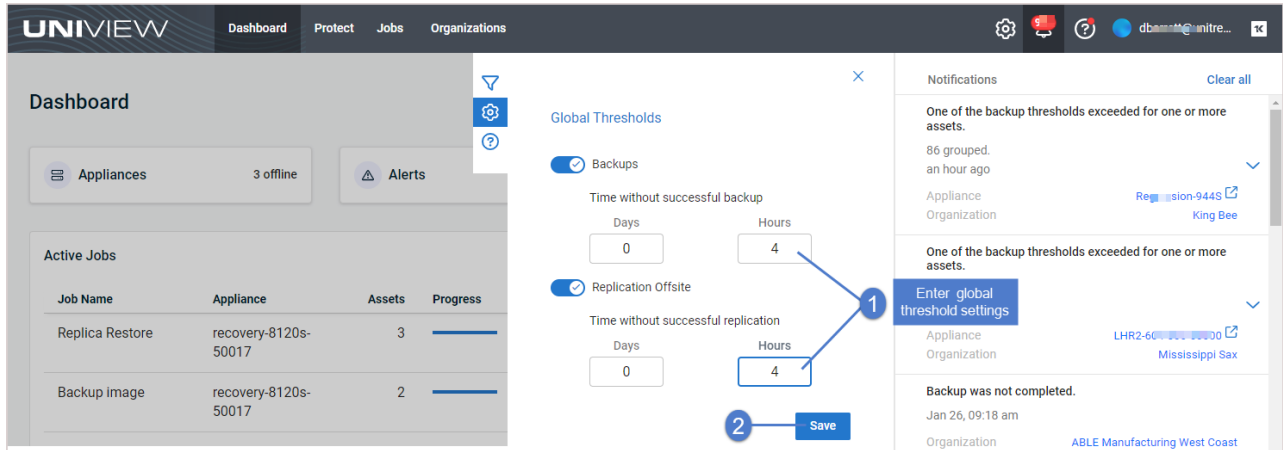 UNIVIEW
Dashboard Protect Jobs Organizations
Dashboard
Appliances 3 offline
Alerts
Active Jobs
Job Name Appliance Assets Progress
Replica Restore recovery-8120s-50017 3
Backup image recovery-8120s-50017 2
Global Thresholds
Backups
Time without successful backup
Days Hours
0 4
Replication Offsite
Time without successful replication
Days Hours
0 4
1 Enter global
threshold settings
2 Save
Notifications Clear all
One of the backup thresholds exceeded for one or more
assets.
86 grouped.
an hour ago
Appliance
Organization King Bee
One of the backup thresholds exceeded for one or more
assets.
Appliance
Organization Mississippi Sax
Backup was not completed.
Jan 26, 09:18 am
Organization ABLE Manufacturing West Coast